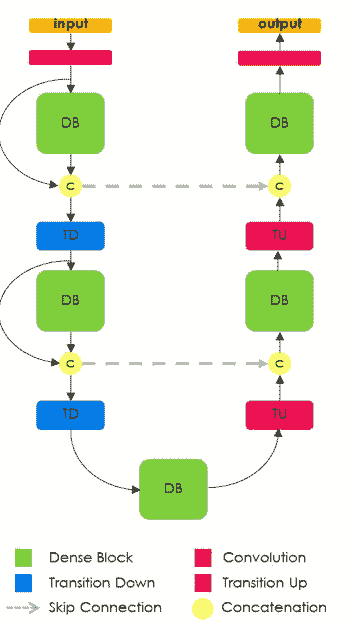 input output
DB DB
C C
TD TU
DB DB
C C
TD TU
DB
Dense Block Convolution
Transition Down Transition Up
Skip Connection Concatenation